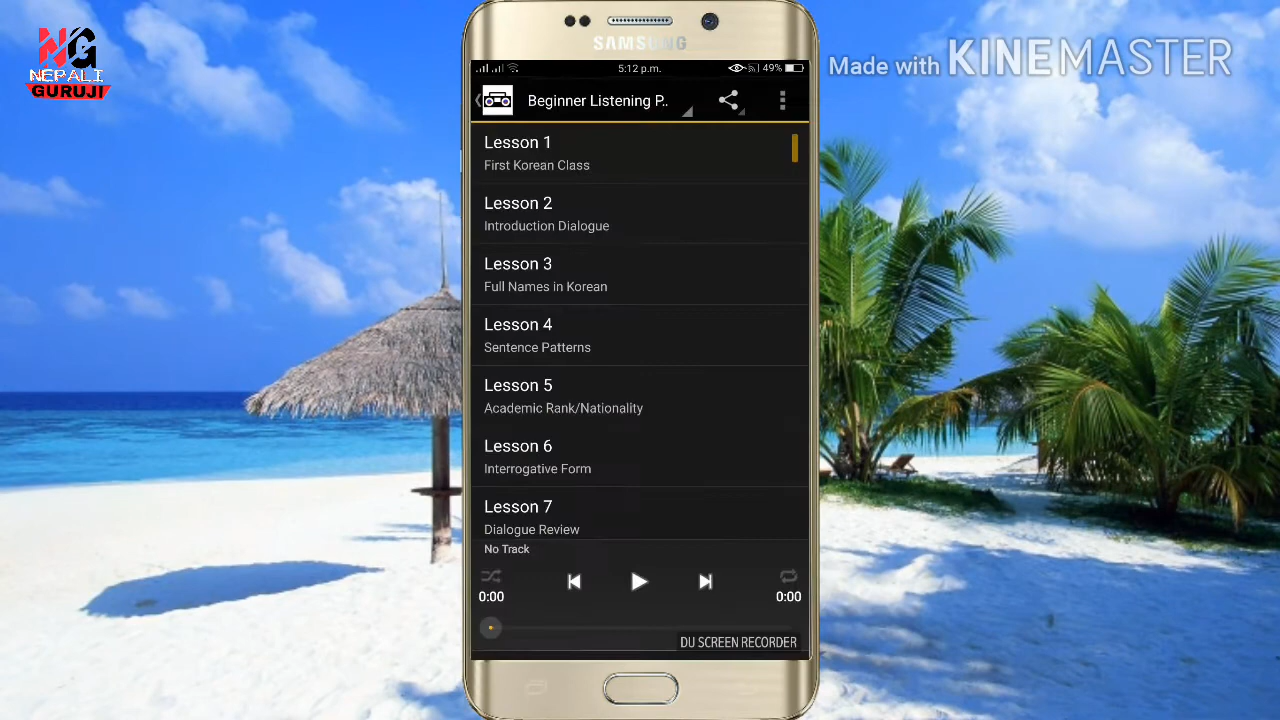 NG
NEPALI
GURUJI
Made with KINEMASTER
SAMSUNG
5:12 p.m.
49%
Beginner Listening P..
Lesson 1
First Korean Class
Lesson 2
Introduction Dialogue
Lesson 3
Full Names in Korean
Lesson 4
Sentence Patterns
Lesson 5
Academic Rank/Nationality
Lesson 6
Interrogative Form
Lesson 7
Dialogue Review
No Track
0:00
0:00
DU SCREEN RECORDER